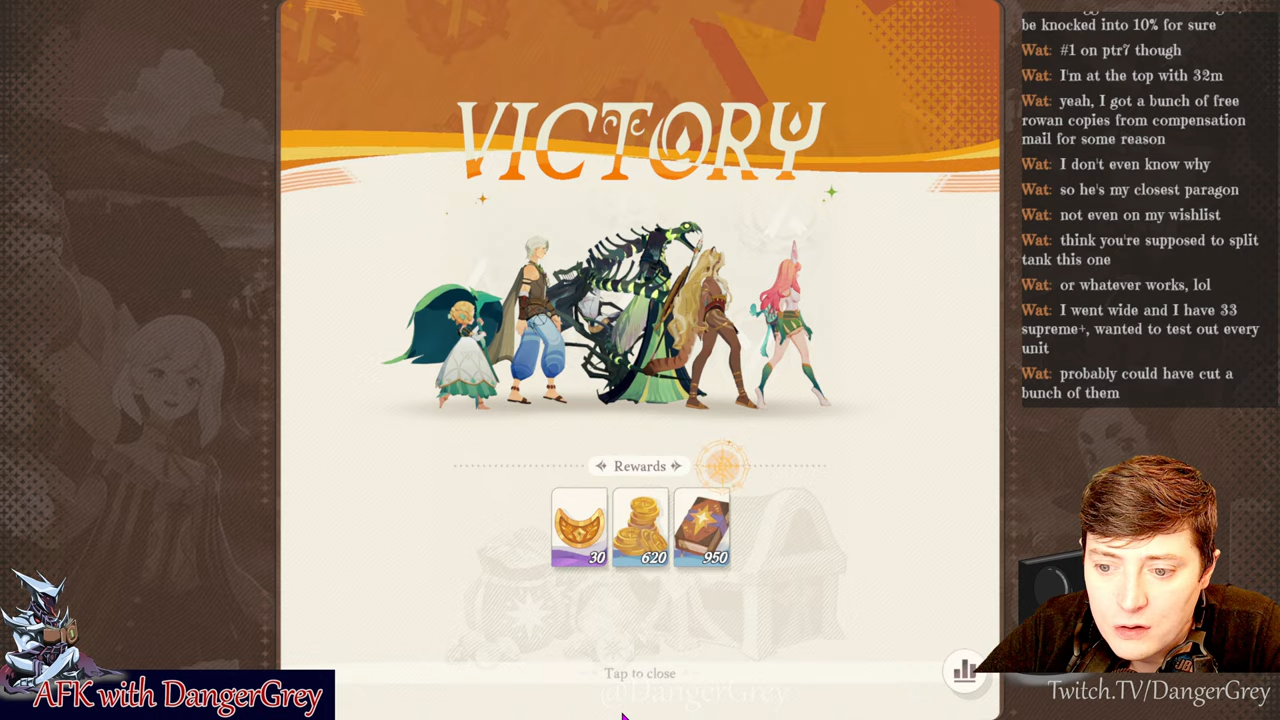 be knocked into 10% for sure
Wat: #1 on ptr7 though
Wat: I'm at the top with 32m
Wat: yeah, I got a bunch of free
rowan copies from compensation
mail for some reason
Wat: I don't even know why
Wat: so he's my closest paragon
Wat: not even on my wishlist
Wat: think you're supposed to split
tank this one
Wat: or whatever works, lol
Wat: I went wide and I have 33
supreme+, wanted to test out every
unit
Wat: probably could have cut a
bunch of them
VICTORY
Rewards
30
620
950
Tap to close
@DangerGrey
AFK with DangerGrey
Twitch.TV/DangerGrey